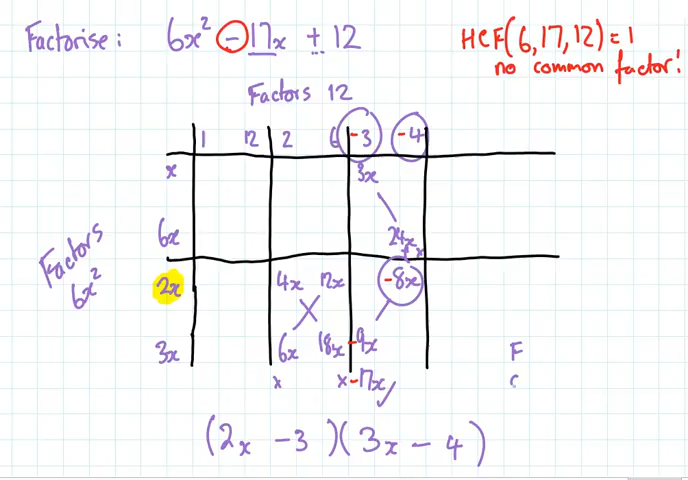 Factorise: 6x² -17x + 12
HCF(6,17,12)=1
no common factor!
Factors 12
1 12 2 6 -3 -4
x 3x
6x 24x
Factors
6x²
2x 4x 12x -8x
3x 6x 18x -9x F
x x -17x ✓
(2x -3)(3x - 4)